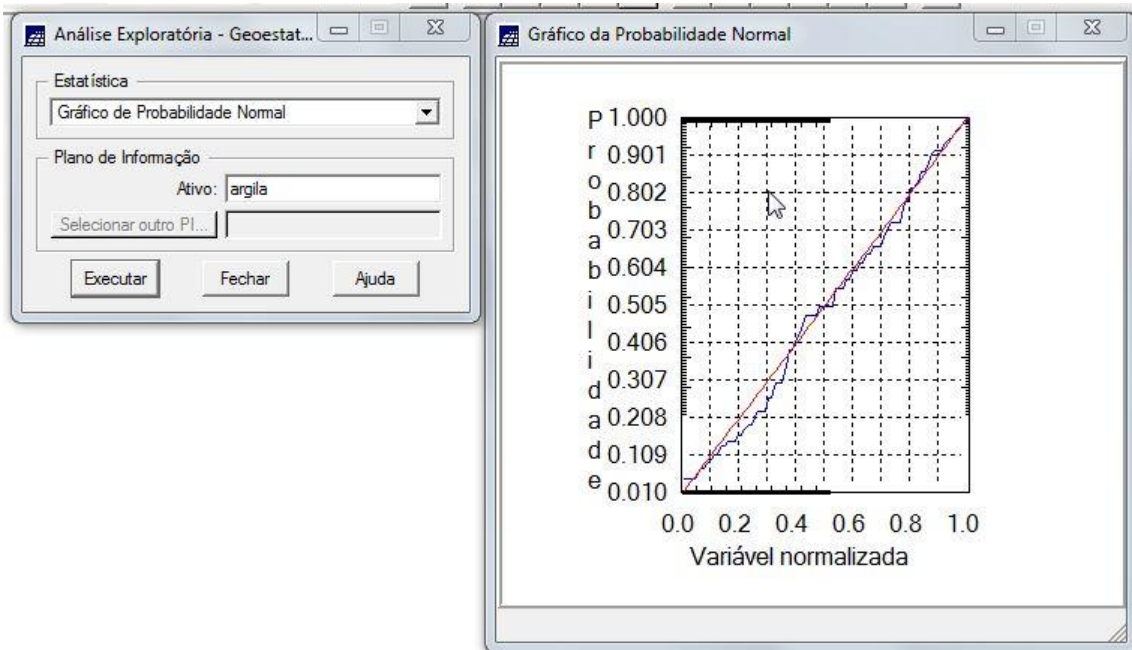 Análise Exploratória - Geoestat...
Estatística
Gráfico de Probabilidade Normal
Plano de Informação
Ativo: argila
Selecionar outro PI...
Executar Fechar Ajuda
Gráfico da Probabilidade Normal
Probabilidade
1.000
0.901
0.802
0.703
0.604
0.505
0.406
0.307
0.208
0.109
0.010
0.0 0.2 0.4 0.6 0.8 1.0
Variável normalizada